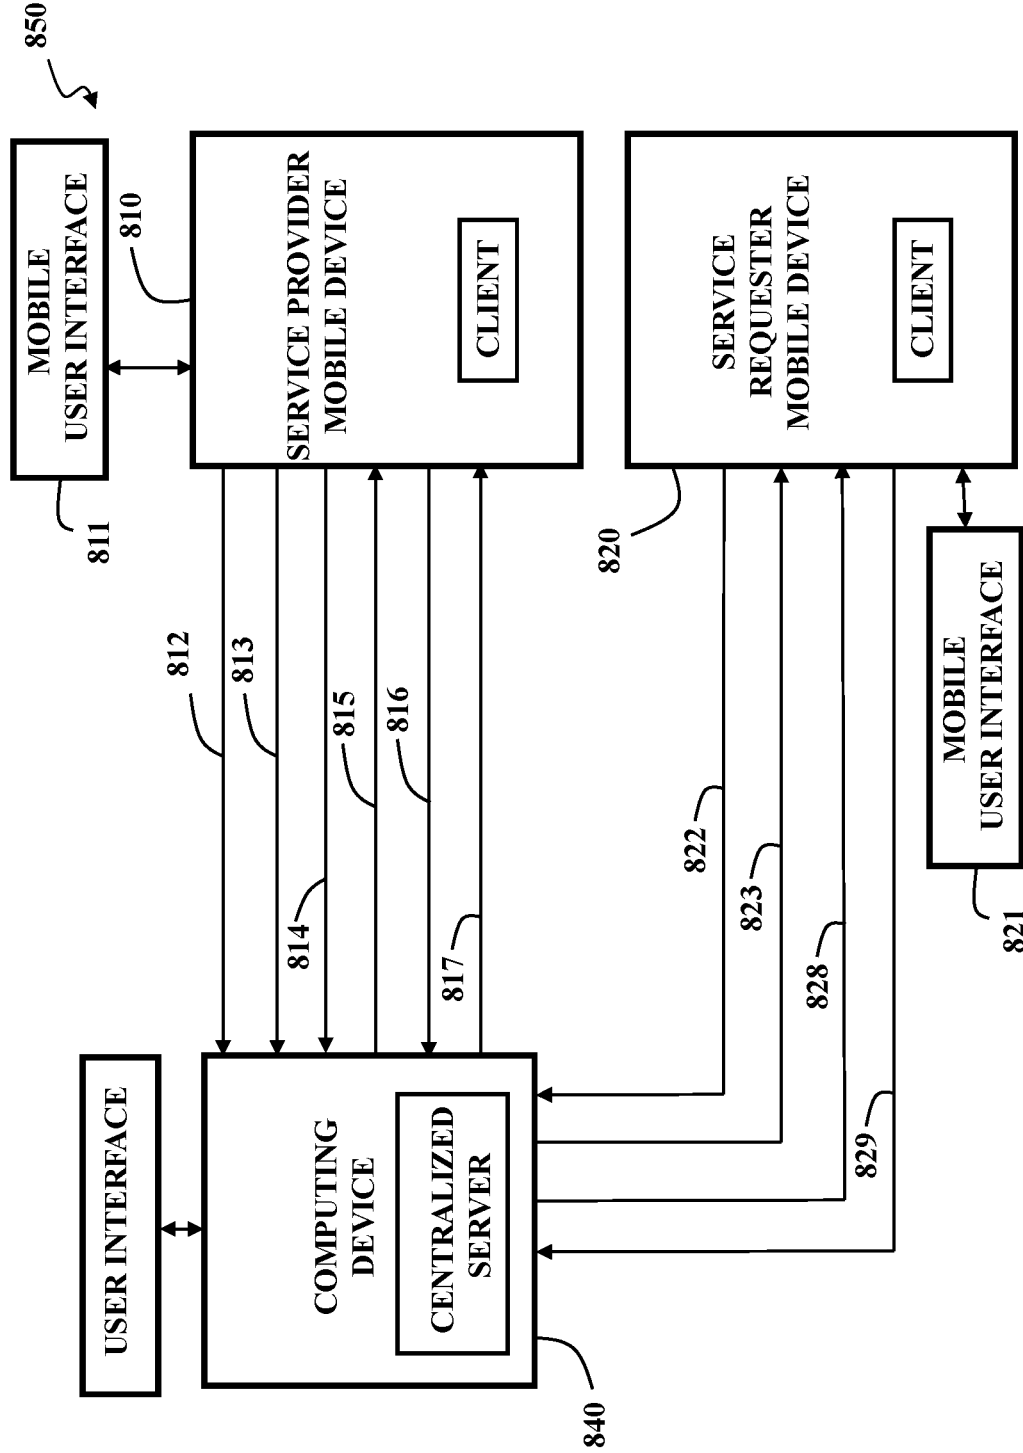 850
MOBILE
USER INTERFACE
811
810
SERVICE PROVIDER
MOBILE DEVICE
CLIENT
812
813
814
815
816
817
USER INTERFACE
COMPUTING
DEVICE
CENTRALIZED
SERVER
840
SERVICE
REQUESTER
MOBILE DEVICE
CLIENT
820
822
823
828
829
MOBILE
USER INTERFACE
821